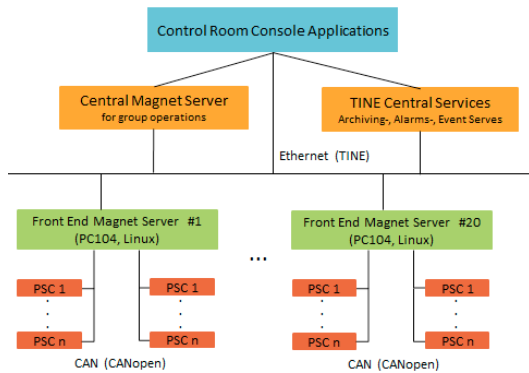 Control Room Console Applications
Central Magnet Server
for group operations
TINE Central Services
Archiving-, Alarms-, Event Serves
Ethernet (TINE)
Front End Magnet Server #1
(PC104, Linux)
...
Front End Magnet Server #20
(PC104, Linux)
PSC 1
PSC 1
PSC 1
PSC 1
PSC n
PSC n
PSC n
PSC n
CAN (CANopen)
CAN (CANopen)